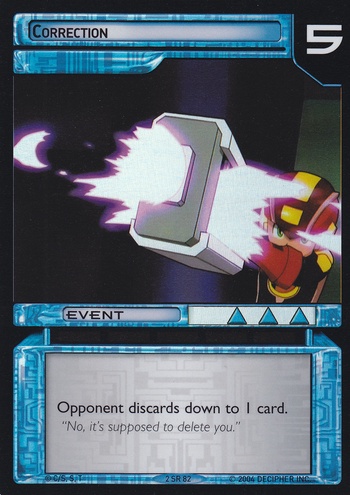 CORRECTION
5
EVENT
Opponent discards down to 1 card.
"No, it's supposed to delete you."
© C/S, S, T
2 SR 82
© 2004 DECIPHER INC.